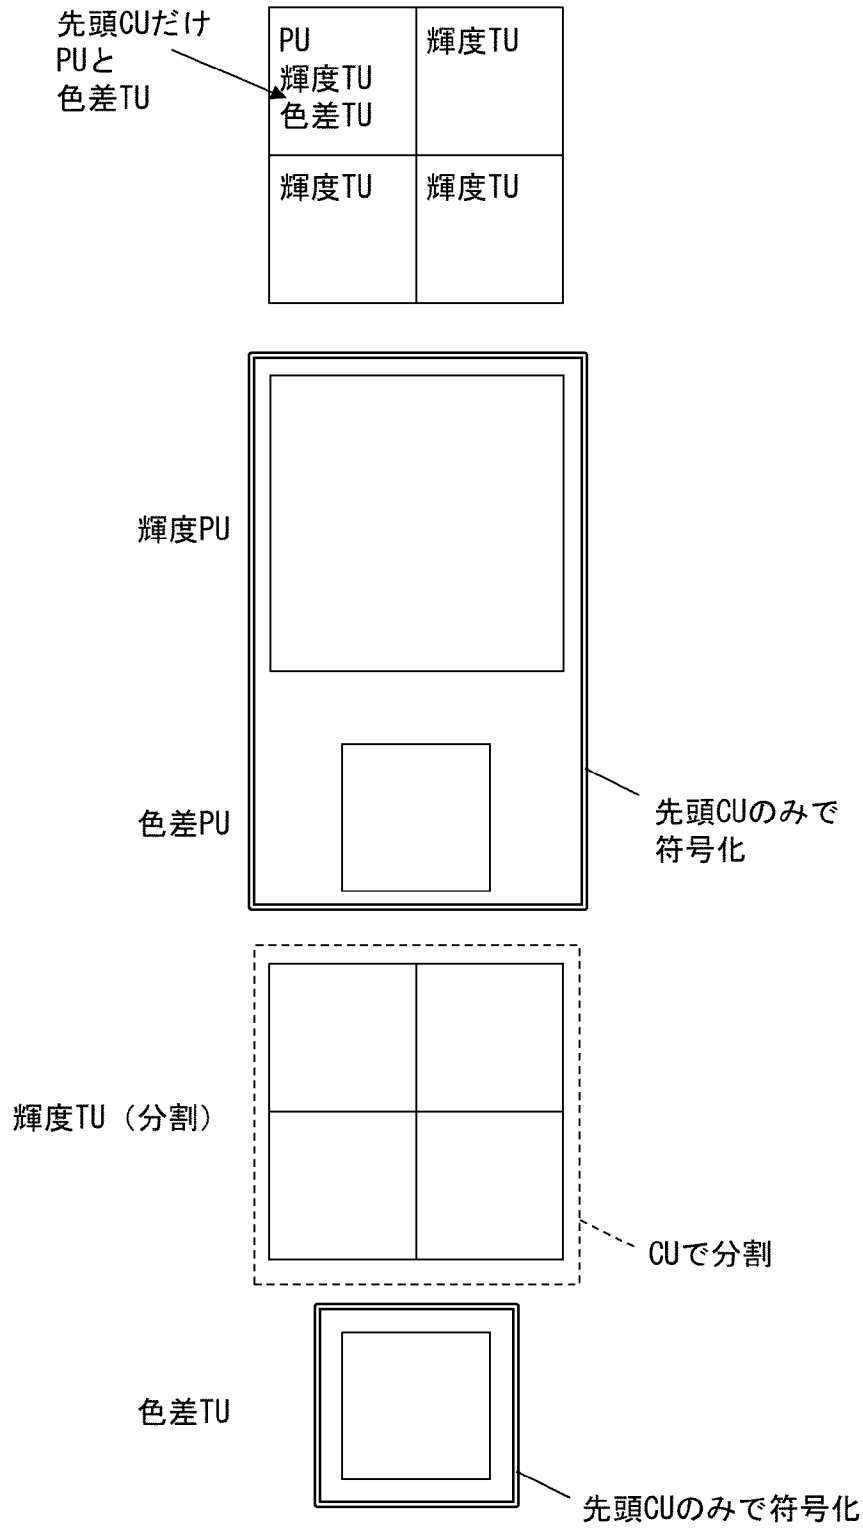 先頭CUだけ
PUと
色差TU
PU
輝度TU
色差TU
輝度TU
輝度TU
輝度TU
輝度PU
色差PU
先頭CUのみで
符号化
輝度TU（分割）
CUで分割
色差TU
先頭CUのみで符号化